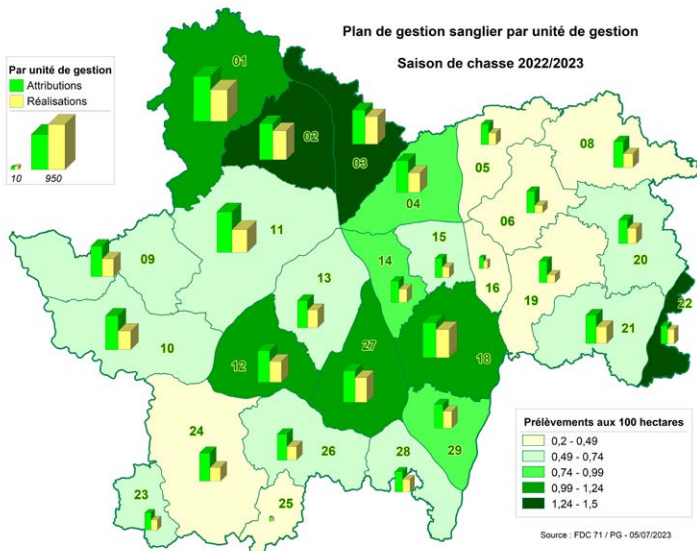 Plan de gestion sanglier par unité de gestion
Saison de chasse 2022/2023
Par unité de gestion
Attributions
Réalisations
10 950
01
02
03
04
05
06
08
09
10
11
12
13
14
15
16
18
19
20
21
22
23
24
25
26
27
28
29
Prélèvements aux 100 hectares
0,2 - 0,49
0,49 - 0,74
0,74 - 0,99
0,99 - 1,24
1,24 - 1,5
Source : FDC 71 / PG - 05/07/2023